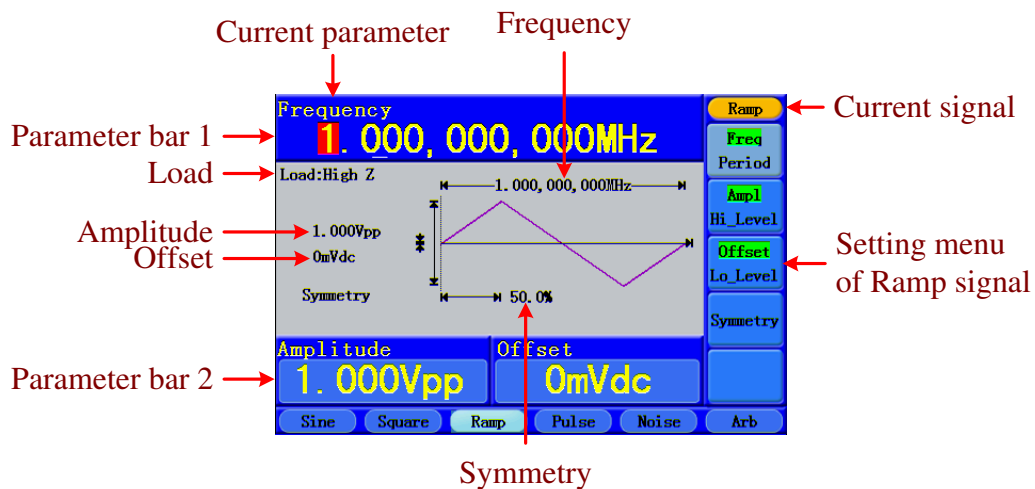 Current parameter
Frequency
Parameter bar 1
Load
Amplitude
Offset
Parameter bar 2
Frequency
1.000,000,000MHz
Load:High Z
1.000,000,000MHz
1.000Vpp
0mVdc
Symmetry
50.0%
Amplitude
Offset
1.000Vpp
0mVdc
Sine
Square
Ramp
Pulse
Noise
Arb
Ramp
Freq
Period
Ampl
Hi_Level
Offset
Lo_Level
Symmetry
Current signal
Setting menu
of Ramp signal
Symmetry